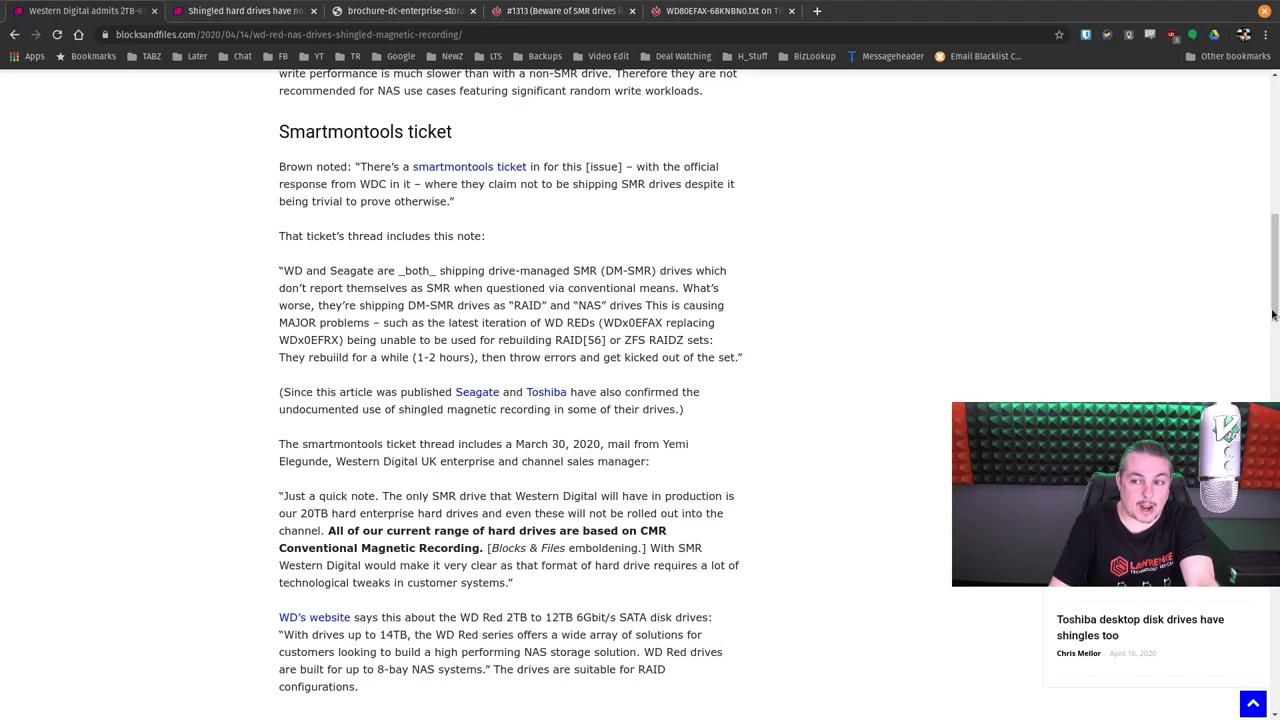 Western Digital admits 2TB-6T
Shingled hard drives have no
brochure-dc-enterprise-stora
#1313 (Beware of SMR drives i
WD80EFAX-68KNBN0.txt on T
blocksandfiles.com/2020/04/14/wd-red-nas-drives-shingled-magnetic-recording/
Apps
Bookmarks
TABZ
Later
Chat
FB
YT
TR
Google
NewZ
LTS
Backups
Video Edit
Deal Watching
H_Stuff
BizLookup
Messageheader
Email Blacklist C...
Other bookmarks
write performance is much slower than with a non-SMR drive. Therefore they are not
recommended for NAS use cases featuring significant random write workloads.
Smartmontools ticket
Brown noted: “There’s a smartmontools ticket in for this [issue] – with the official
response from WDC in it – where they claim not to be shipping SMR drives despite it
being trivial to prove otherwise.”
That ticket’s thread includes this note:
“WD and Seagate are _both_ shipping drive-managed SMR (DM-SMR) drives which
don’t report themselves as SMR when questioned via conventional means. What’s
worse, they’re shipping DM-SMR drives as “RAID” and “NAS” drives This is causing
MAJOR problems – such as the latest iteration of WD REDs (WDx0EFAX replacing
WDx0EFRX) being unable to be used for rebuilding RAID[56] or ZFS RAIDZ sets:
They rebuiild for a while (1-2 hours), then throw errors and get kicked out of the set.”
(Since this article was published Seagate and Toshiba have also confirmed the
undocumented use of shingled magnetic recording in some of their drives.)
The smartmontools ticket thread includes a March 30, 2020, mail from Yemi
Elegunde, Western Digital UK enterprise and channel sales manager:
“Just a quick note. The only SMR drive that Western Digital will have in production is
our 20TB hard enterprise hard drives and even these will not be rolled out into the
channel. All of our current range of hard drives are based on CMR
Conventional Magnetic Recording. [Blocks & Files emboldening.] With SMR
Western Digital would make it very clear as that format of hard drive requires a lot of
technological tweaks in customer systems.”
WD’s website says this about the WD Red 2TB to 12TB 6Gbit/s SATA disk drives:
“With drives up to 14TB, the WD Red series offers a wide array of solutions for
customers looking to build a high performing NAS storage solution. WD Red drives
are built for up to 8-bay NAS systems.” The drives are suitable for RAID
configurations.
LAWRENCE
Toshiba desktop disk drives have
shingles too
Chris Mellor - April 16, 2020